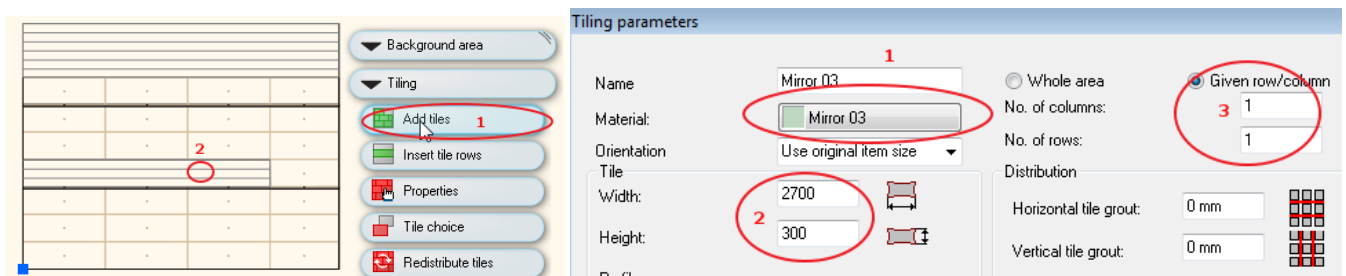 Background area
Tiling
Add tiles 1
2
Insert tile rows
Properties
Tile choice
Redistribute tiles
Tiling parameters
1
Name Mirror 03 Whole area Given row/column
Material: Mirror 03 No. of columns: 3 1
Orientation Use original item size No. of rows: 1
Tile Distribution
Width: 2700 Horizontal tile grout: 0 mm
2
Height: 300 Vertical tile grout: 0 mm